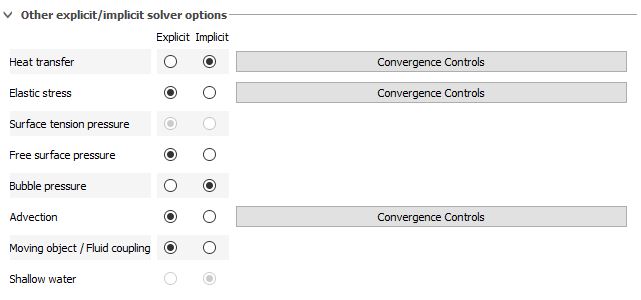 Other explicit/implicit solver options
Explicit Implicit
Heat transfer Convergence Controls
Elastic stress Convergence Controls
Surface tension pressure
Free surface pressure
Bubble pressure
Advection Convergence Controls
Moving object / Fluid coupling
Shallow water